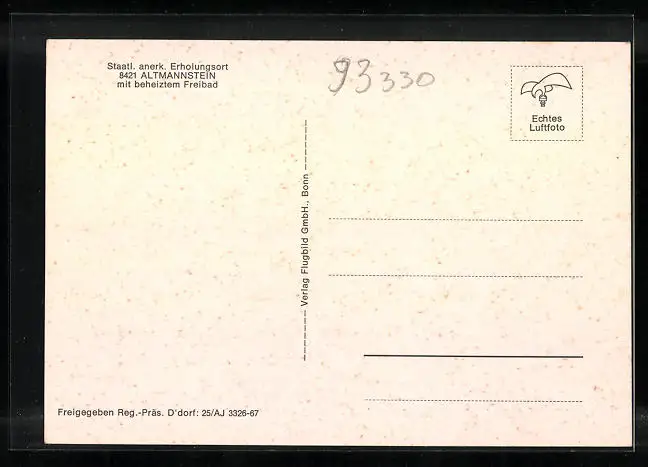 Staatl. anerk. Erholungsort
8421 ALTMANNSTEIN
mit beheiztem Freibad
93330
Echtes
Luftfoto
Verlag Flugbild GmbH., Bonn
Freigegeben Reg.-Präs. D'dorf: 25/AJ 3326-67